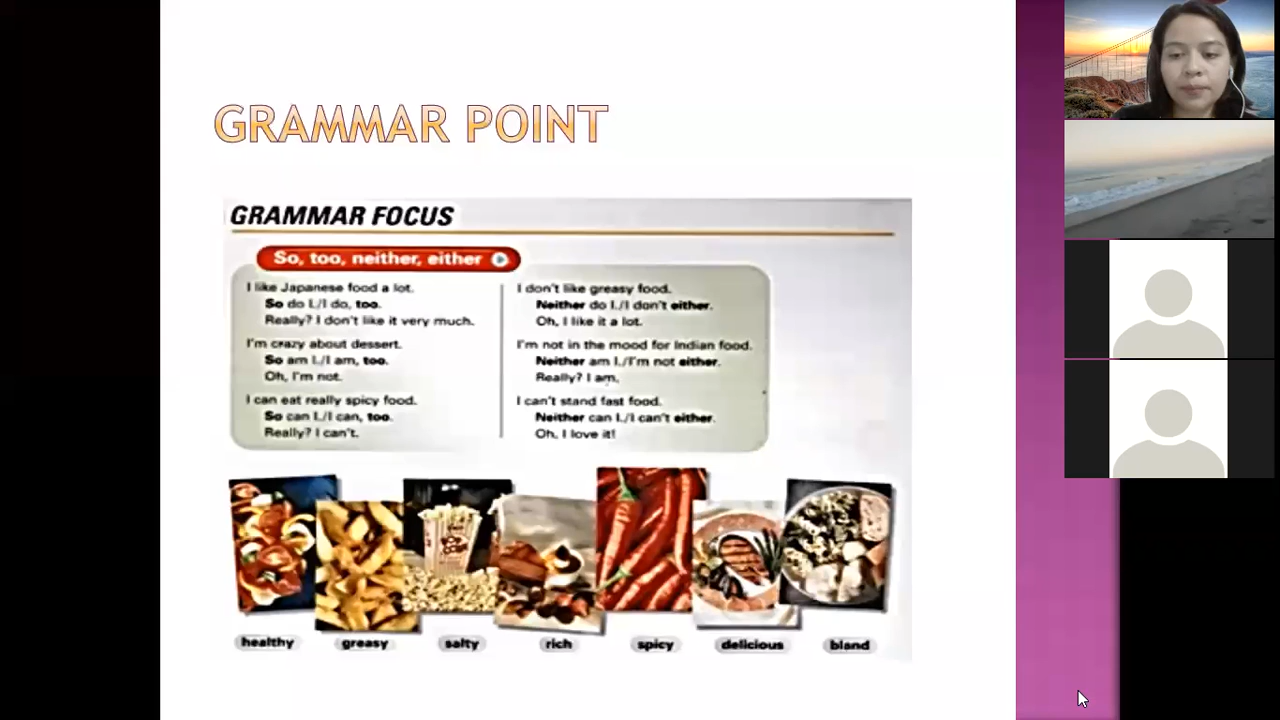 GRAMMAR POINT
GRAMMAR FOCUS
So, too, neither, either
I like Japanese food a lot.
So do I./I do, too.
Really? I don't like it very much.
I'm crazy about dessert.
So am I./I am, too.
Oh, I'm not.
I can eat really spicy food.
So can I./I can, too.
Really? I can't.
I don't like greasy food.
Neither do I./I don't either.
Oh, I like it a lot.
I'm not in the mood for Indian food.
Neither am I./I'm not either.
Really? I am.
I can't stand fast food.
Neither can I./I can't either.
Oh, I love it!
POP CORN
healthy
greasy
salty
rich
spicy
delicious
bland